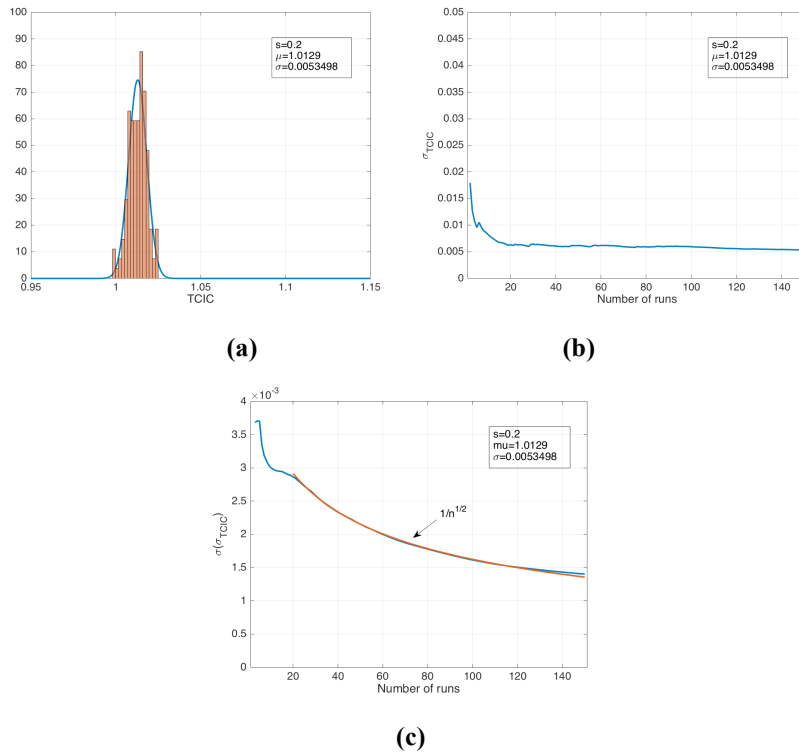 100
90
80
70
60
50
40
30
20
10
0
0.95
1
1.05
1.1
1.15
TCIC
s=0.2
μ=1.0129
σ=0.0053498
(a)
0.05
0.045
0.04
0.035
0.03
0.025
0.02
0.015
0.01
0.005
0
σTCIC
20
40
60
80
100
120
140
Number of runs
s=0.2
μ=1.0129
σ=0.0053498
(b)
×10-3
4
3.5
3
2.5
2
1.5
1
0.5
0
σ(σTCIC)
20
40
60
80
100
120
140
Number of runs
s=0.2
mu=1.0129
σ=0.0053498
1/n1/2
(c)